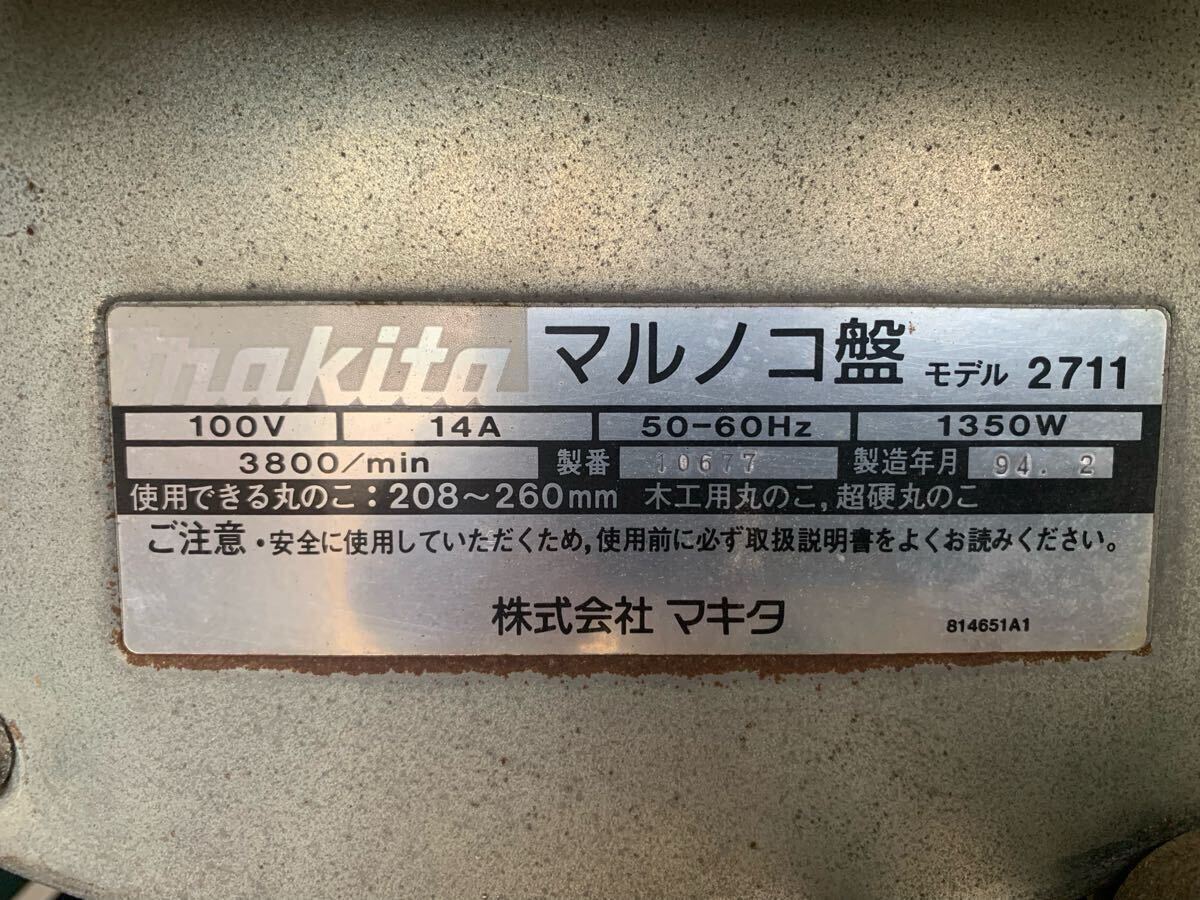 makita マルノコ盤 モデル 2711
100V 14A 50-60Hz 1350W
3800/min 製番 10677 製造年月 94. 2
使用できる丸のこ：208～260mm 木工用丸のこ, 超硬丸のこ
ご注意・安全に使用していただくため, 使用前に必ず取扱説明書をよくお読みください。
株式会社 マキタ 814651A1